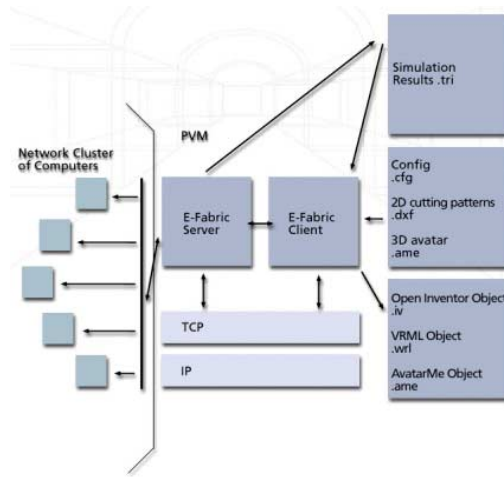 Simulation
Results .tri
PVM
Network Cluster
of Computers
Config
.cfg
2D cutting patterns
.dxf
3D avatar
.ame
E-Fabric
Server
E-Fabric
Client
Open Inventor Object
.iv
VRML Object
.wrl
AvatarMe Object
.ame
TCP
IP